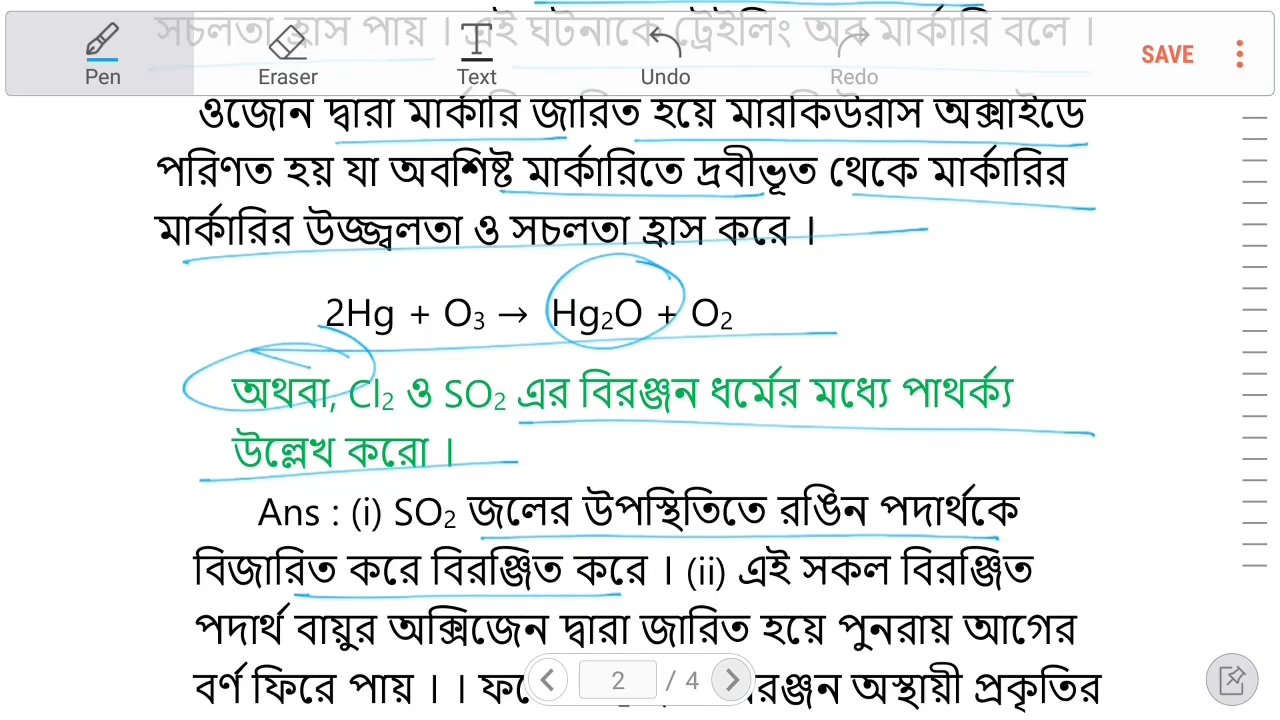 সচলতা হ্রাস পায় । এই ঘটনাকে ট্রেইলিং অব মার্কারি বলে ।
Pen Eraser Text Undo Redo SAVE
ওজোন দ্বারা মার্কারি জারিত হয়ে মারকিউরাস অক্সাইডে
পরিণত হয় যা অবশিষ্ট মার্কারিতে দ্রবীভূত থেকে মার্কারির
মার্কারির উজ্জ্বলতা ও সচলতা হ্রাস করে ।
2Hg + O₃ → Hg₂O + O₂
অথবা, Cl₂ ও SO₂ এর বিরঞ্জন ধর্মের মধ্যে পাথর্ক্য
উল্লেখ করো ।
Ans : (i) SO₂ জলের উপস্থিতিতে রঙিন পদার্থকে
বিজারিত করে বিরঞ্জিত করে । (ii) এই সকল বিরঞ্জিত
পদার্থ বায়ুর অক্সিজেন দ্বারা জারিত হয়ে পুনরায় আগের
বর্ণ ফিরে পায় । । অস্থায়ী প্রকৃতির
2 / 4